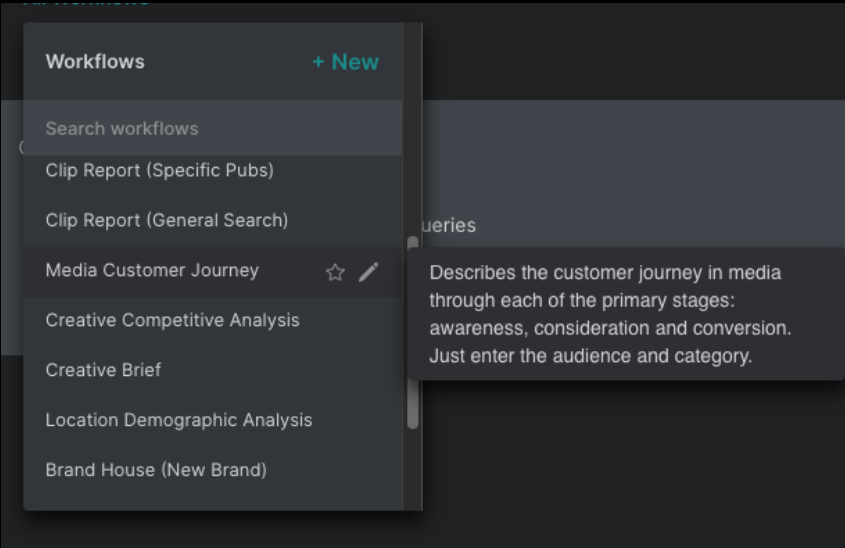 Workflows
+ New
Search workflows
Clip Report (Specific Pubs)
Clip Report (General Search)
ueries
Media Customer Journey
Describes the customer journey in media
through each of the primary stages:
awareness, consideration and conversion.
Just enter the audience and category.
Creative Competitive Analysis
Creative Brief
Location Demographic Analysis
Brand House (New Brand)